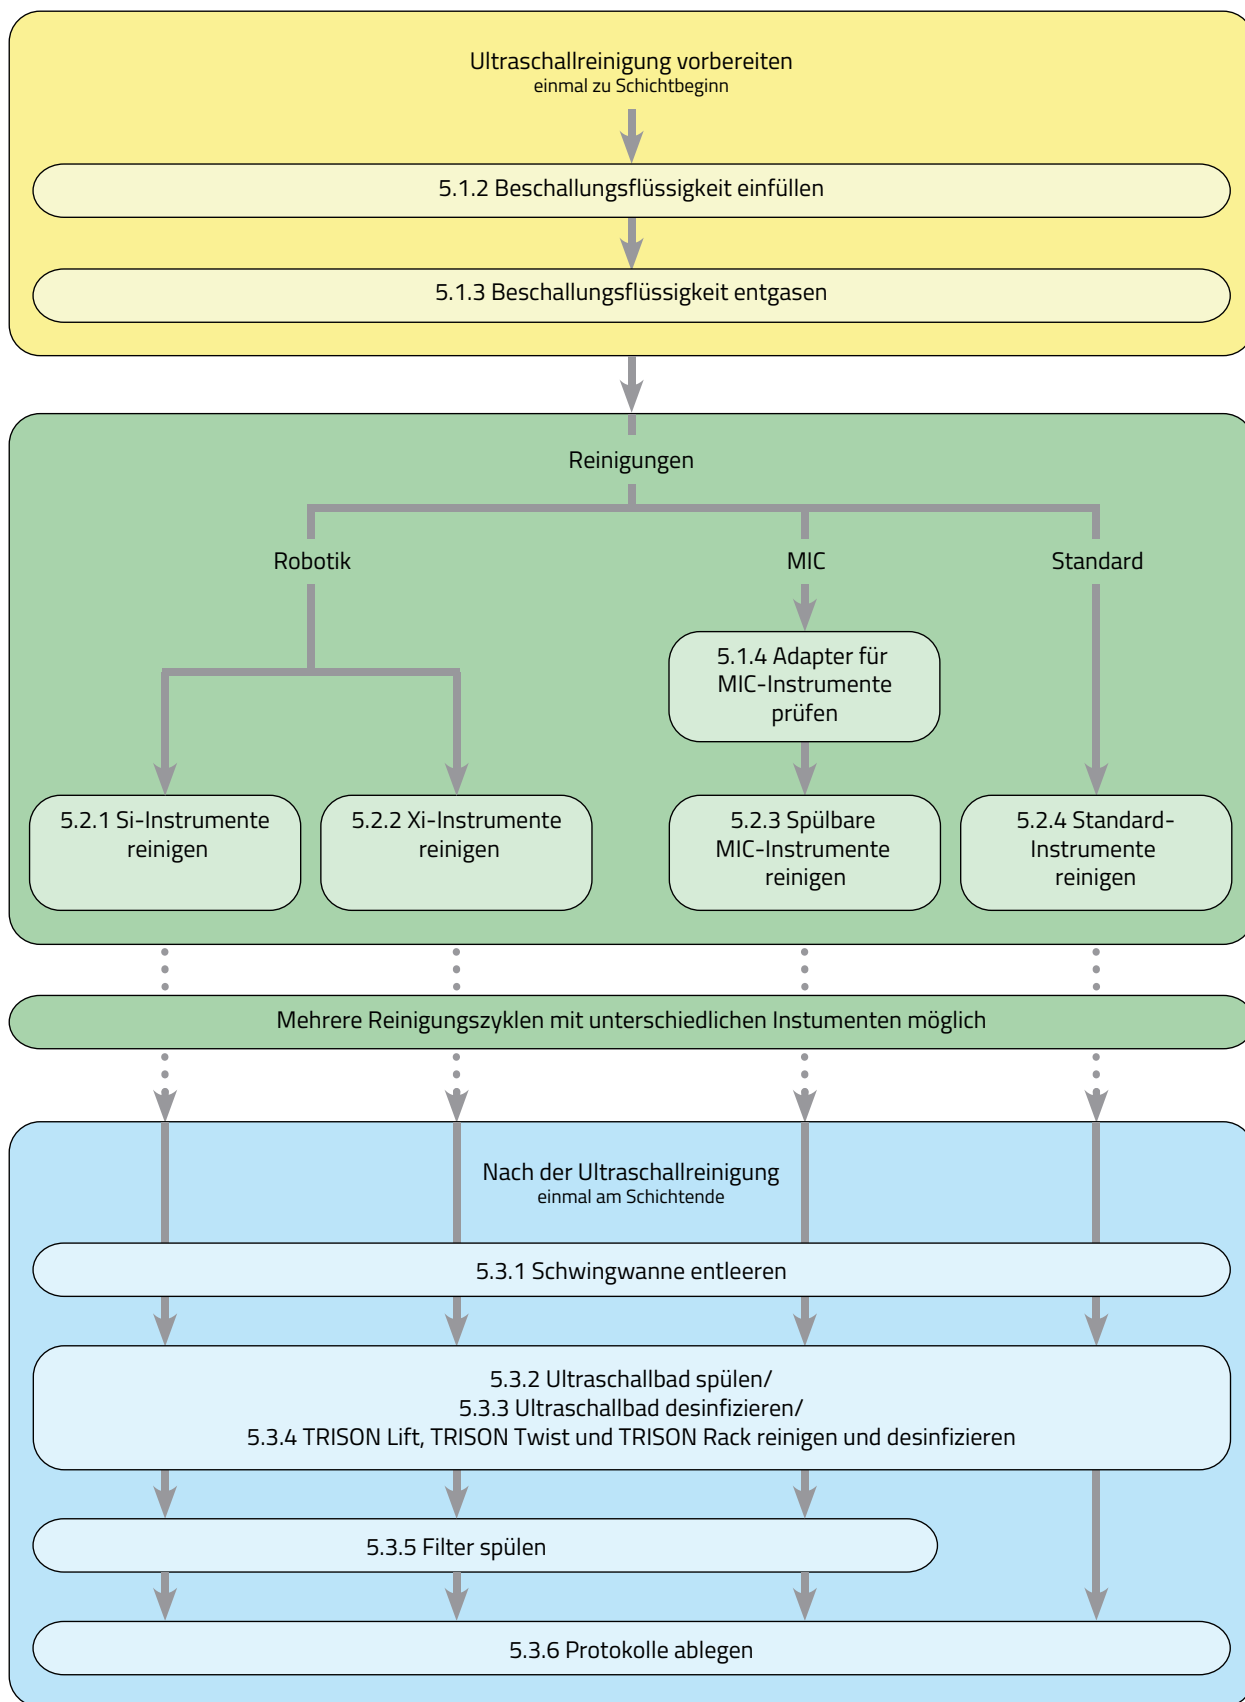 Ultraschallreinigung vorbereiten
einmal zu Schichtbeginn
5.1.2 Beschallungsflüssigkeit einfüllen
5.1.3 Beschallungsflüssigkeit entgasen
Reinigungen
Robotik
MIC
Standard
5.1.4 Adapter für
MIC-Instrumente
prüfen
5.2.1 Si-Instrumente
reinigen
5.2.2 Xi-Instrumente
reinigen
5.2.3 Spülbare
MIC-Instrumente
reinigen
5.2.4 Standard-
Instrumente
reinigen
Mehrere Reinigungszyklen mit unterschiedlichen Instumenten möglich
Nach der Ultraschallreinigung
einmal am Schichtende
5.3.1 Schwingwanne entleeren
5.3.2 Ultraschallbad spülen/
5.3.3 Ultraschallbad desinfizieren/
5.3.4 TRISON Lift, TRISON Twist und TRISON Rack reinigen und desinfizieren
5.3.5 Filter spülen
5.3.6 Protokolle ablegen